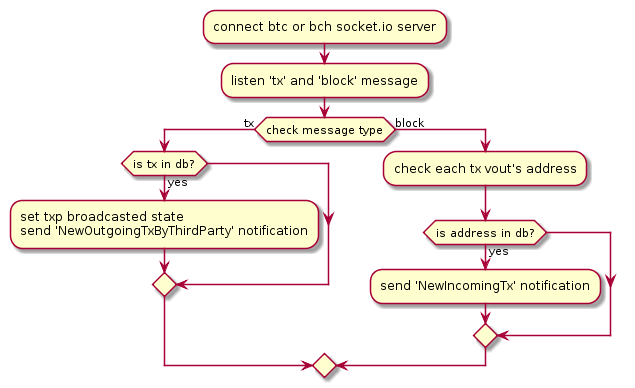 connect btc or bch socket.io server
listen 'tx' and 'block' message
tx
check message type
block
is tx in db?
yes
set txp broadcasted state
send 'NewOutgoingTxByThirdParty' notification
check each tx vout's address
is address in db?
yes
send 'NewIncomingTx' notification